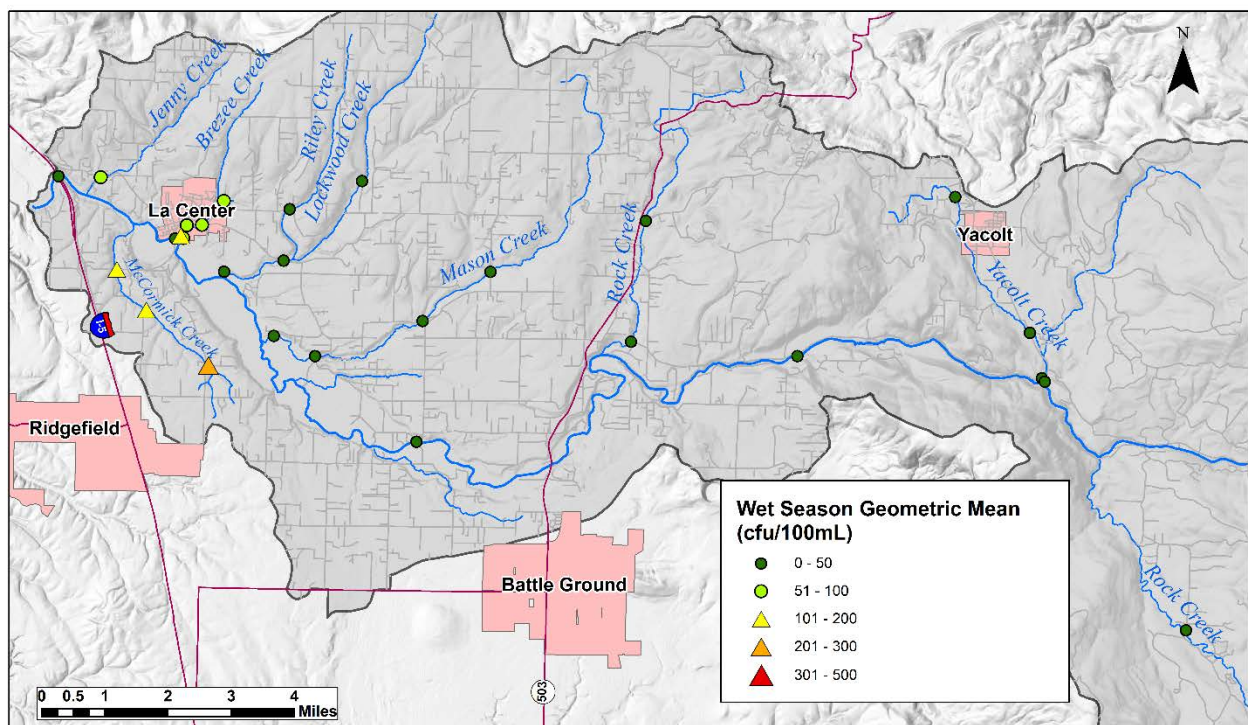 N
Jenny Creek
Brezee Creek
Riley Creek
Lockwood Creek
La Center
Mason Creek
Rock Creek
Yacolt
Yacolt Creek
McCormick Creek
I-5
Ridgefield
Battle Ground
503
Rock Creek
Wet Season Geometric Mean
(cfu/100mL)
0 - 50
51 - 100
101 - 200
201 - 300
301 - 500
0 0.5 1 2 3 4
Miles